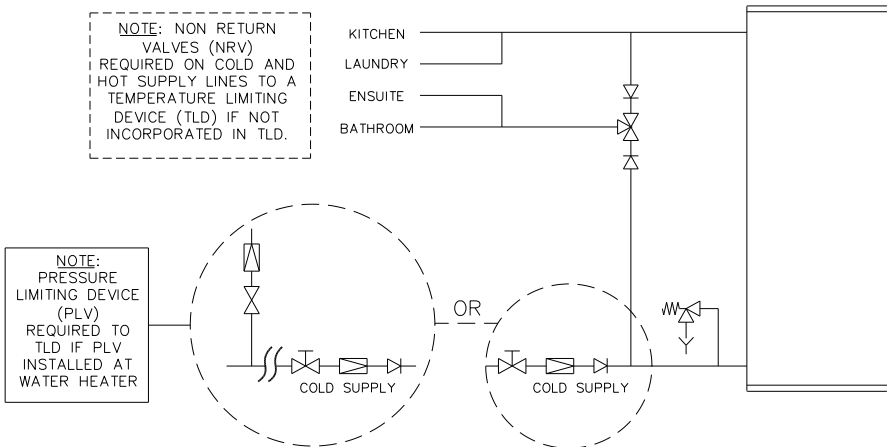 NOTE: NON RETURN
VALVES (NRV)
REQUIRED ON COLD AND
HOT SUPPLY LINES TO A
TEMPERATURE LIMITING
DEVICE (TLD) IF NOT
INCORPORATED IN TLD.
KITCHEN
LAUNDRY
ENSUITE
BATHROOM
NOTE:
PRESSURE
LIMITING DEVICE
(PLV)
REQUIRED TO
TLD IF PLV
INSTALLED AT
WATER HEATER
OR
COLD SUPPLY
COLD SUPPLY